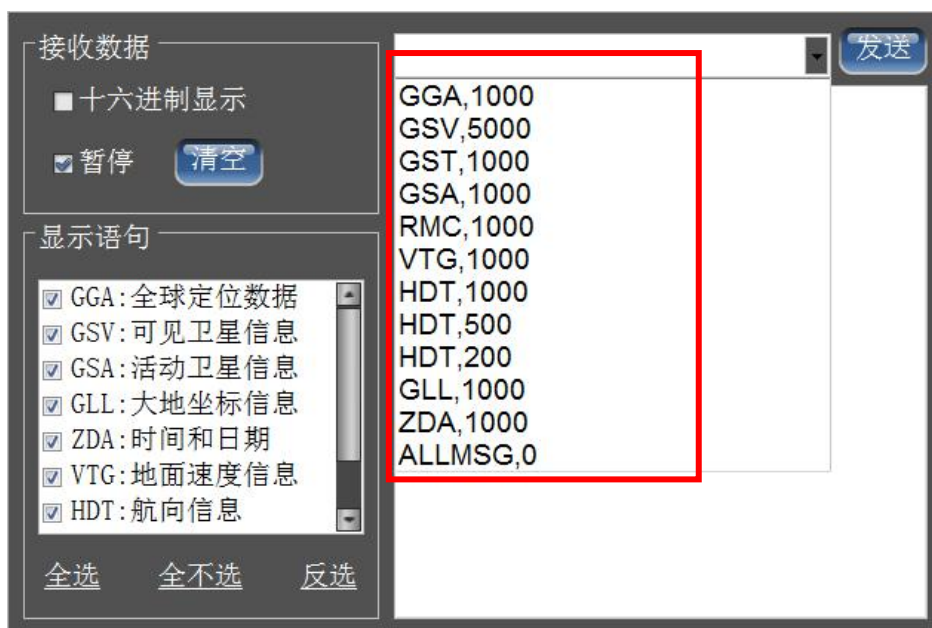 接收数据
十六进制显示
暂停
清空
显示语句
GGA:全球定位数据
GSV:可见卫星信息
GSA:活动卫星信息
GLL:大地坐标信息
ZDA:时间和日期
VTG:地面速度信息
HDT:航向信息
全选 全不选 反选
发送
GGA,1000
GSV,5000
GST,1000
GSA,1000
RMC,1000
VTG,1000
HDT,1000
HDT,500
HDT,200
GLL,1000
ZDA,1000
ALLMSG,0